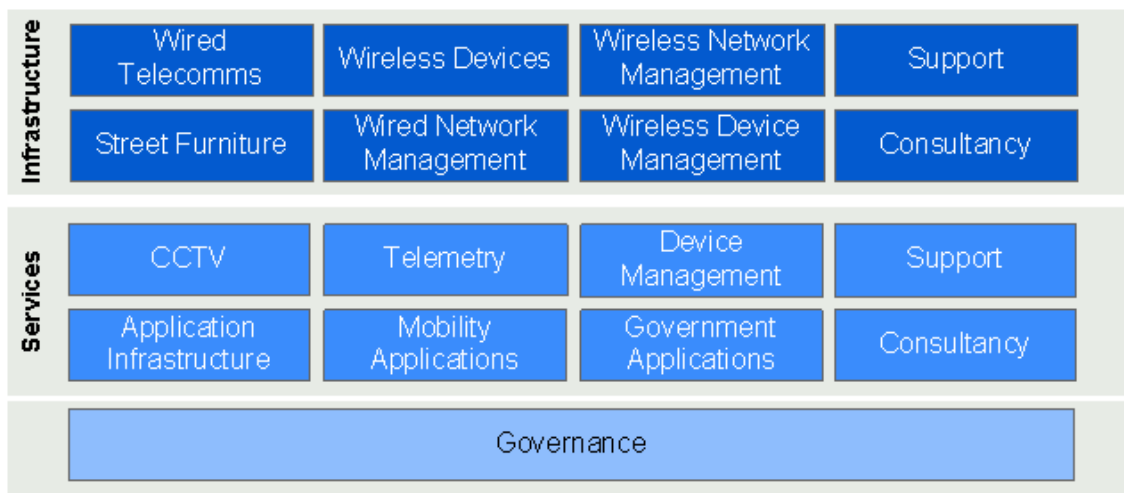 Infrastructure
Wired
Telecomms
Wireless Devices
Wireless Network
Management
Support
Street Furniture
Wired Network
Management
Wireless Device
Management
Consultancy
Services
CCTV
Telemetry
Device
Management
Support
Application
Infrastructure
Mobility
Applications
Government
Applications
Consultancy
Governance